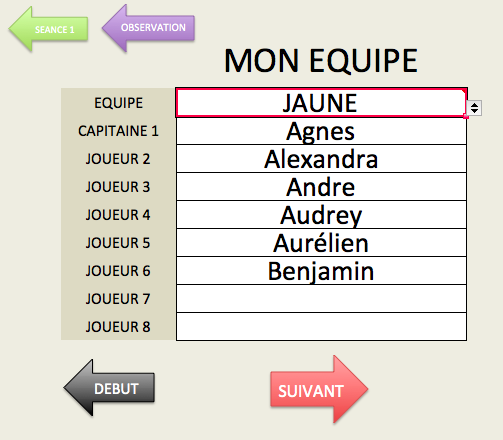 SEANCE 1
OBSERVATION
MON EQUIPE
EQUIPE JAUNE
CAPITAINE 1 Agnes
JOUEUR 2 Alexandra
JOUEUR 3 Andre
JOUEUR 4 Audrey
JOUEUR 5 Aurélien
JOUEUR 6 Benjamin
JOUEUR 7
JOUEUR 8
DEBUT
SUIVANT